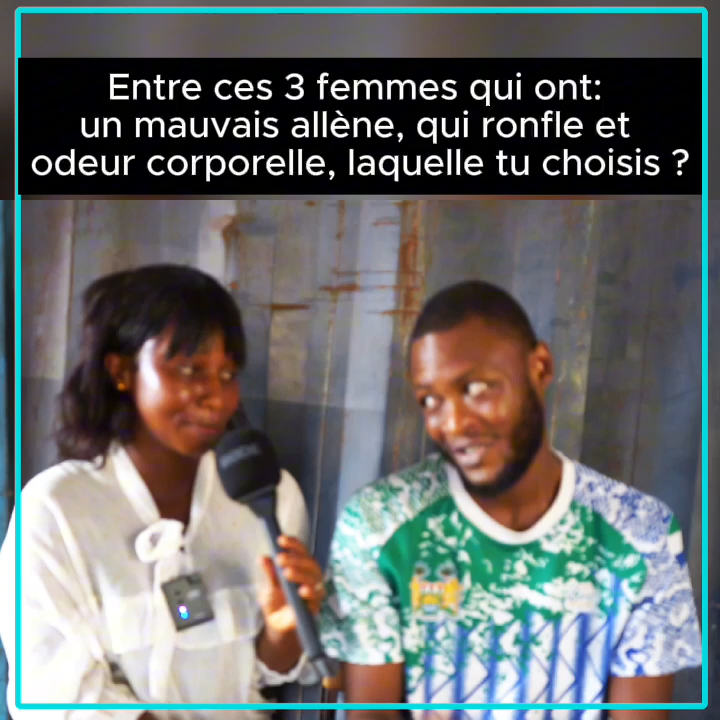 Entre ces 3 femmes qui ont:
un mauvais allène, qui ronfle et
odeur corporelle, laquelle tu choisis ?